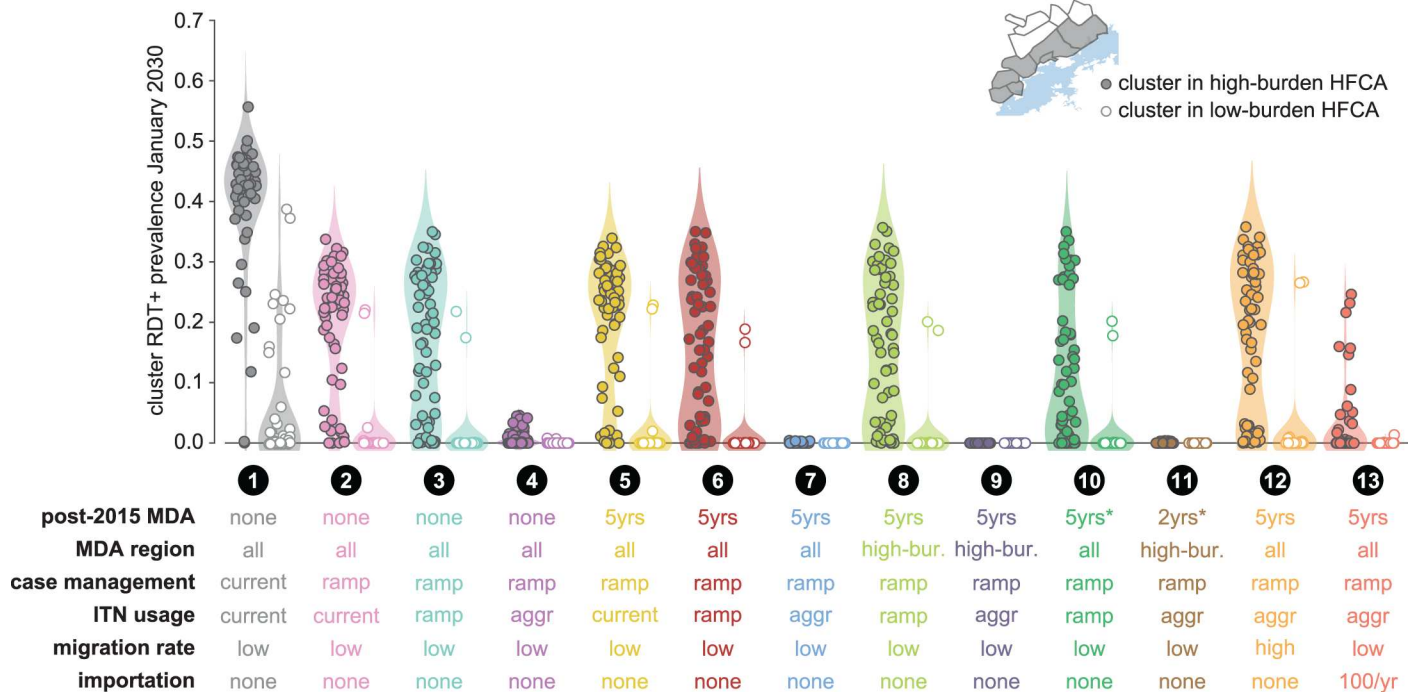 0.7
0.6
0.5
0.4
0.3
0.2
0.1
0.0
cluster RDT+ prevalence January 2030
cluster in high-burden HFCA
cluster in low-burden HFCA
1 2 3 4 5 6 7 8 9 10 11 12 13
post-2015 MDA none none none none 5yrs 5yrs 5yrs 5yrs 5yrs 5yrs* 2yrs* 5yrs 5yrs
MDA region all all all all all all all high-bur. high-bur. all high-bur. all all
case management current ramp ramp ramp ramp ramp ramp ramp ramp ramp ramp ramp ramp
ITN usage current current ramp aggr current ramp aggr ramp aggr ramp aggr aggr aggr
migration rate low low low low low low low low low low low high low
importation none none none none none none none none none none none none 100/yr